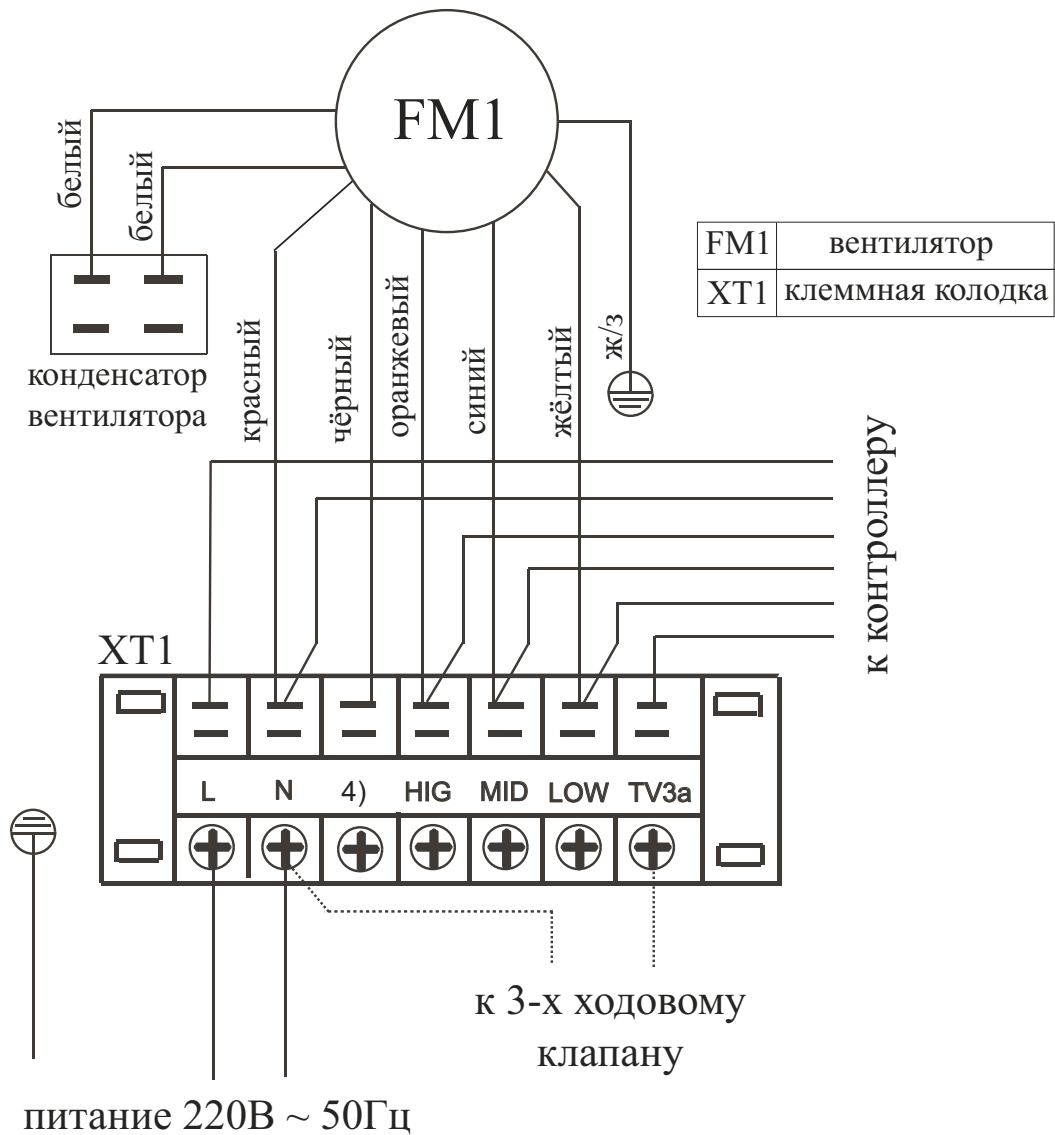 FM1
белый
белый
FM1 вентилятор
XT1 клеммная колодка
конденсатор
вентилятора
красный
чёрный
оранжевый
синий
жёлтый
ж/з
к контроллеру
XT1
L N 4) HIG MID LOW TV3a
к 3-х ходовому
клапану
питание 220В ~ 50Гц